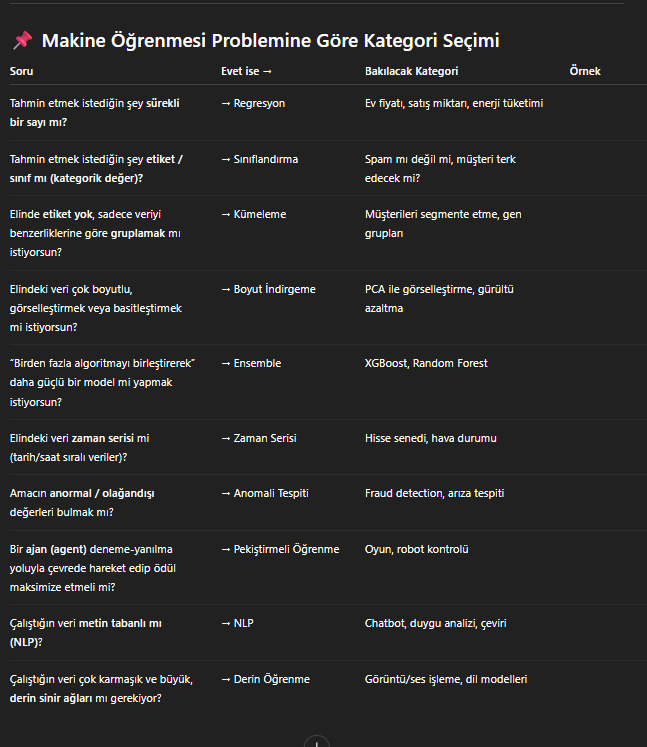 📌 Makine Öğrenmesi Problemine Göre Kategori Seçimi
Soru Evet ise → Bakılacak Kategori Örnek
Tahmin etmek istediğin şey sürekli → Regresyon Ev fiyatı, satış miktarı, enerji tüketimi
bir sayı mı?
Tahmin etmek istediğin şey etiket / → Sınıflandırma Spam mı değil mi, müşteri terk
sınıf mı (kategorik değer)? edecek mi?
Elinde etiket yok, sadece veriyi → Kümeleme Müşterileri segmente etme, gen
benzerliklerine göre gruplamak mı grupları
istiyorsun?
Elindeki veri çok boyutlu, → Boyut İndirgeme PCA ile görselleştirme, gürültü
görselleştirmek veya basitleştirmek azaltma
mi istiyorsun?
“Birden fazla algoritmayı birleştirerek” → Ensemble XGBoost, Random Forest
daha güçlü bir model mi yapmak
istiyorsun?
Elindeki veri zaman serisi mi → Zaman Serisi Hisse senedi, hava durumu
(tarih/saat sıralı veriler)?
Amacın anormal / olağandışı → Anomali Tespiti Fraud detection, arıza tespiti
değerleri bulmak mı?
Bir ajan (agent) deneme-yanılma → Pekiştirmeli Öğrenme Oyun, robot kontrolü
yoluyla çevrede hareket edip ödül
maksimize etmeli mi?
Çalıştığın veri metin tabanlı mı → NLP Chatbot, duygu analizi, çeviri
(NLP)?
Çalıştığın veri çok karmaşık ve büyük, → Derin Öğrenme Görüntü/ses işleme, dil modelleri
derin sinir ağları mı gerekiyor?